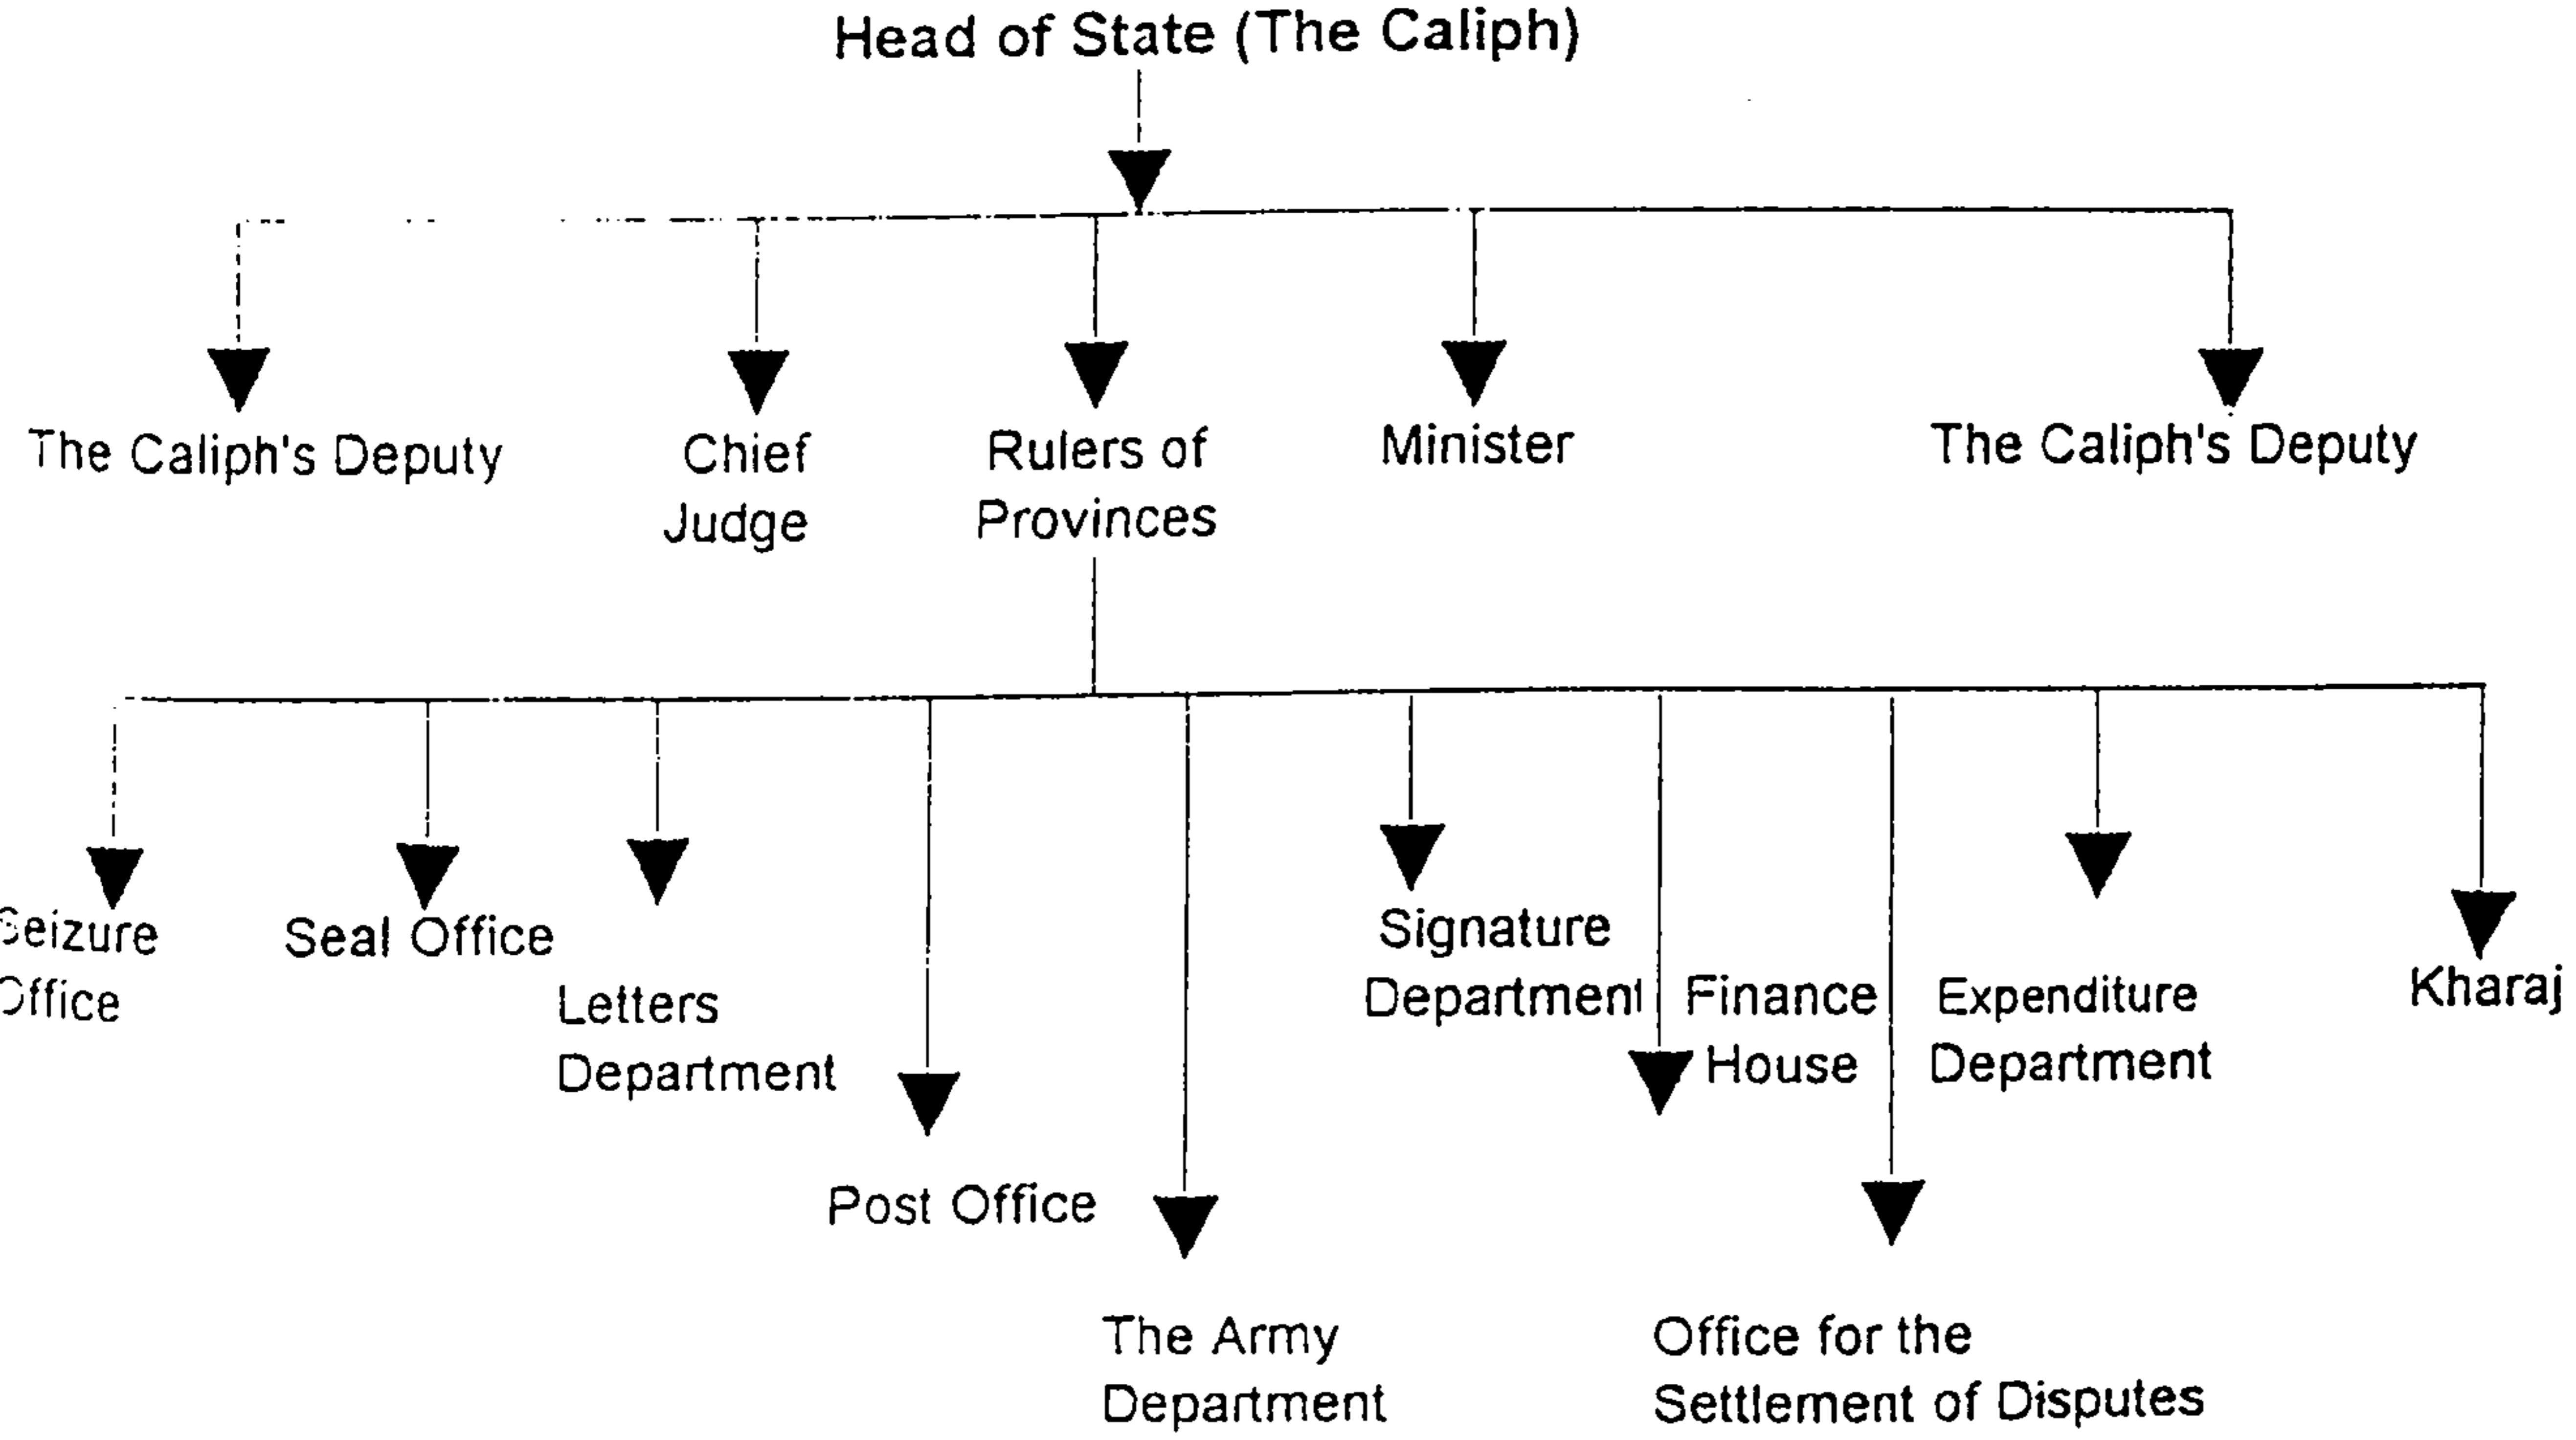 Head of State (The Caliph)
The Caliph's Deputy
Chief
Judge
Rulers of
Provinces
Minister
The Caliph's Deputy
Seizure
Office
Seal Office
Letters
Department
Post Office
The Army
Department
Signature
Department
Finance
House
Office for the
Settlement of Disputes
Expenditure
Department
Kharaj